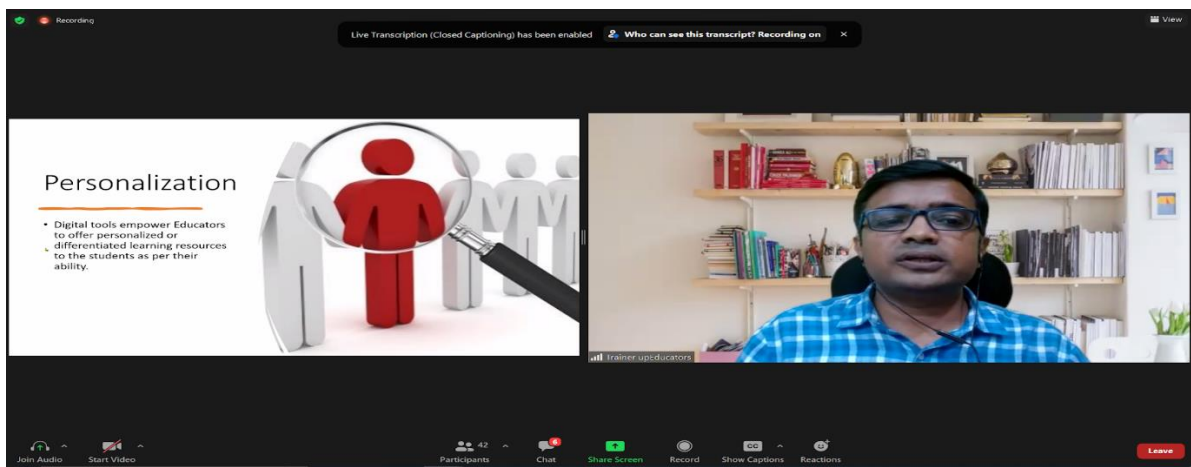 Recording
Live Transcription (Closed Captioning) has been enabled Who can see this transcript? Recording on ×
View
Personalization
• Digital tools empower Educators
to offer personalized or
differentiated learning resources
to the students as per their
ability.
Trainer upEducators
Join Audio
Start Video
42
Participants
6
Chat
Share Screen
Record
CC
Show Captions
Reactions
Leave